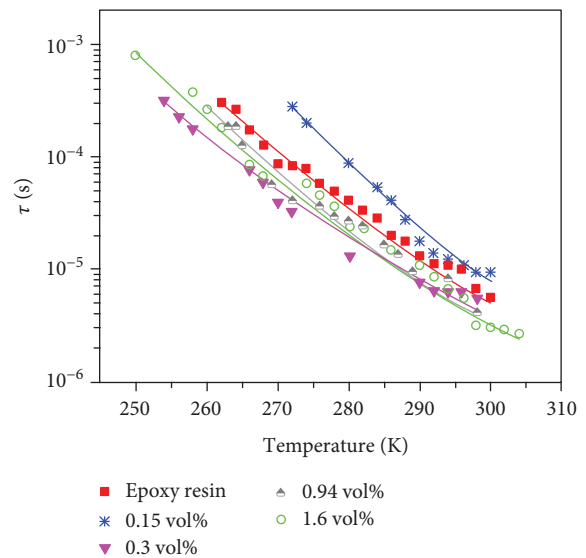 10⁻³
10⁻⁴
10⁻⁵
10⁻⁶
τ (s)
250 260 270 280 290 300 310
Temperature (K)
Epoxy resin
0.15 vol%
0.3 vol%
0.94 vol%
1.6 vol%